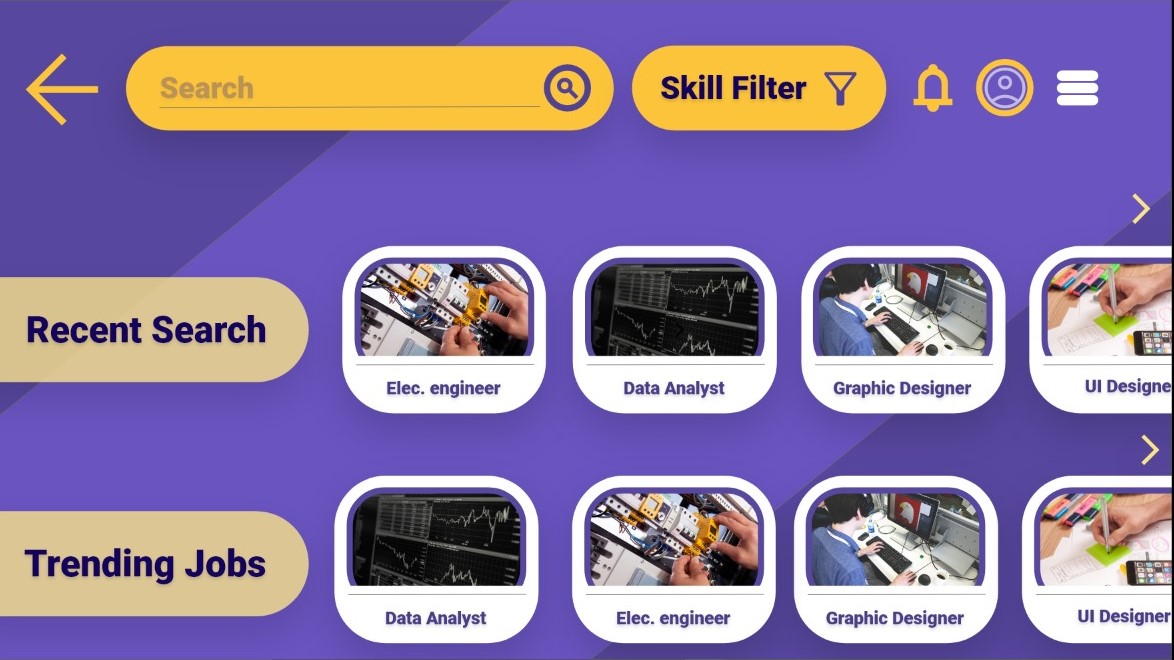 Search
Skill Filter
Recent Search
Elec. engineer
Data Analyst
Graphic Designer
UI Designe
Trending Jobs
Data Analyst
Elec. engineer
Graphic Designer
UI Designer